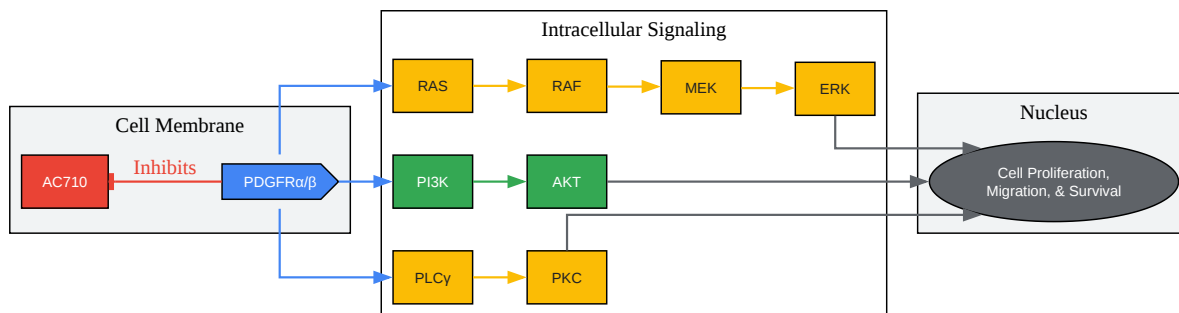 Intracellular Signaling
RAS
RAF
MEK
ERK
Cell Membrane
AC710
Inhibits
PDGFRα/β
PI3K
AKT
PLCγ
PKC
Nucleus
Cell Proliferation,
Migration, & Survival